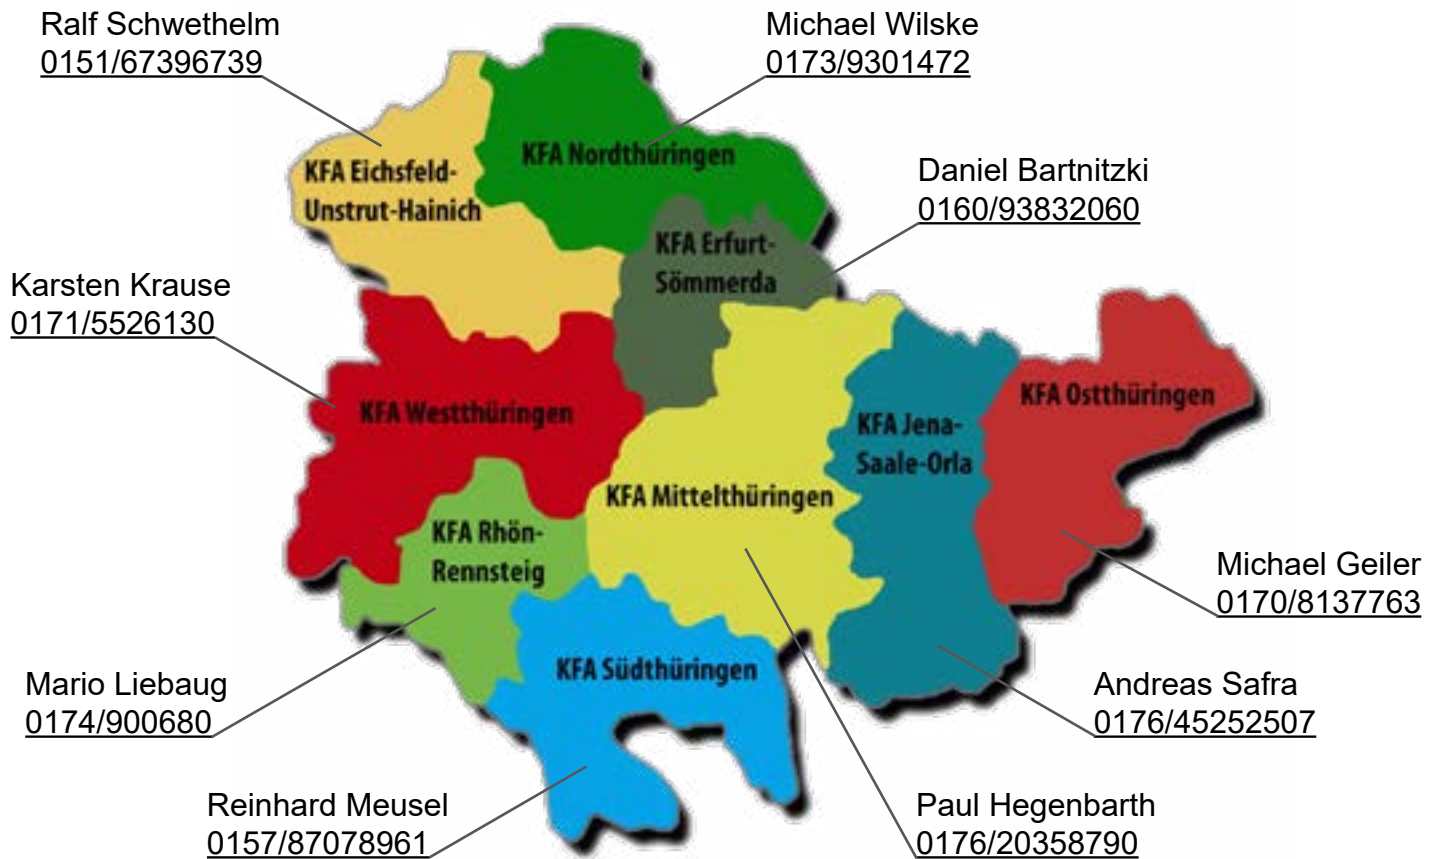 Ralf Schwethelm
0151/67396739
Michael Wilske
0173/9301472
KFA Nordthüringen
KFA Eichsfeld-
Unstrut-Hainich
Daniel Bartnitzki
0160/93832060
KFA Erfurt-
Sömmerda
Karsten Krause
0171/5526130
KFA Westthüringen
KFA Ostthüringen
KFA Jena-
Saale-Orla
KFA Mittelthüringen
KFA Rhön-
Rennsteig
Michael Geiler
0170/8137763
KFA Südthüringen
Mario Liebaug
0174/900680
Andreas Safra
0176/45252507
Reinhard Meusel
0157/87078961
Paul Hegenbarth
0176/20358790